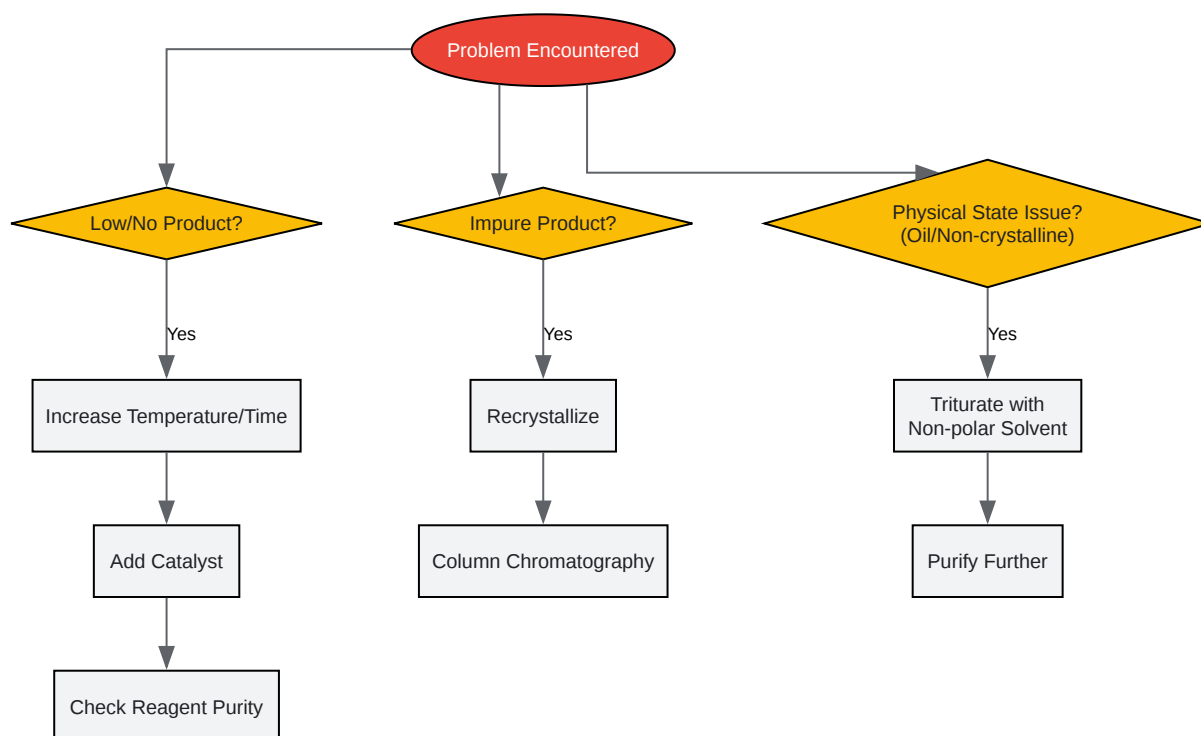 Problem Encountered
Low/No Product?
Impure Product?
Physical State Issue?
(Oil/Non-crystalline)
Yes
Yes
Yes
Increase Temperature/Time
Recrystallize
Triturate with
Non-polar Solvent
Add Catalyst
Column Chromatography
Purify Further
Check Reagent Purity